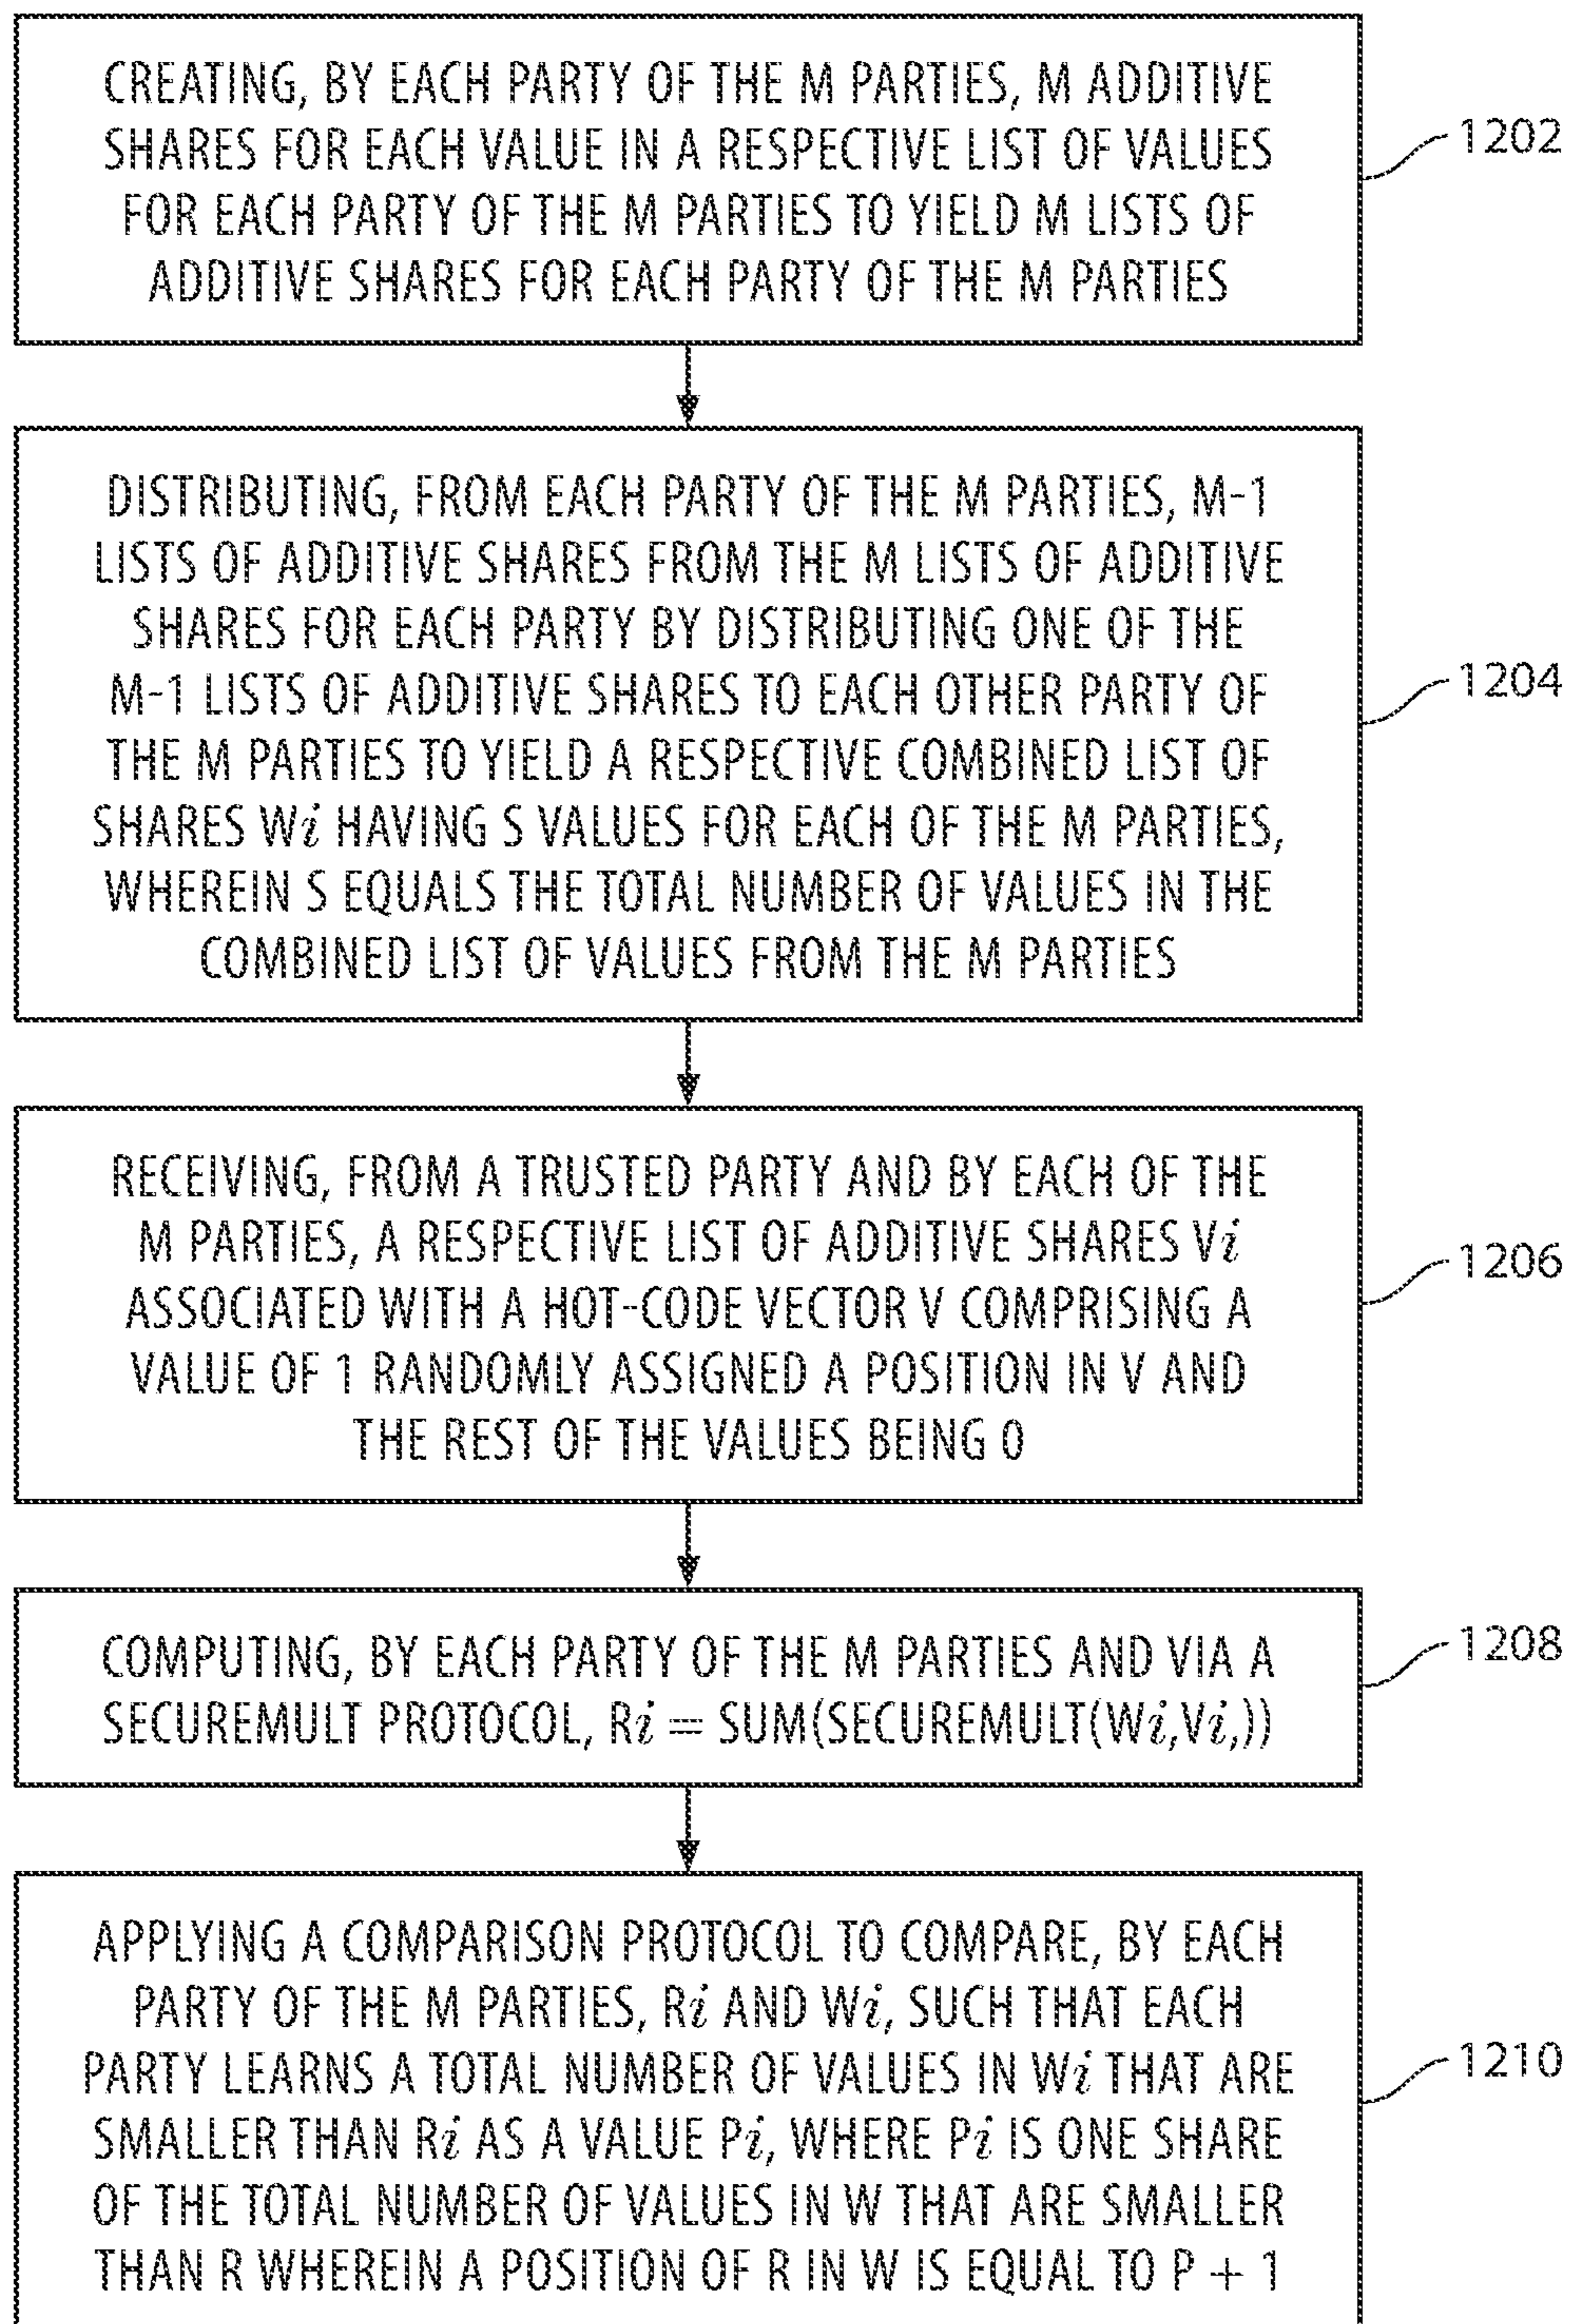 CREATING, BY EACH PARTY OF THE M PARTIES, M ADDITIVE
SHARES FOR EACH VALUE IN A RESPECTIVE LIST OF VALUES
FOR EACH PARTY OF THE M PARTIES TO YIELD M LISTS OF
ADDITIVE SHARES FOR EACH PARTY OF THE M PARTIES
1202
DISTRIBUTING, FROM EACH PARTY OF THE M PARTIES, M-1
LISTS OF ADDITIVE SHARES FROM THE M LISTS OF ADDITIVE
SHARES FOR EACH PARTY BY DISTRIBUTING ONE OF THE
M-1 LISTS OF ADDITIVE SHARES TO EACH OTHER PARTY OF
THE M PARTIES TO YIELD A RESPECTIVE COMBINED LIST OF
SHARES Wi HAVING S VALUES FOR EACH OF THE M PARTIES,
WHEREIN S EQUALS THE TOTAL NUMBER OF VALUES IN THE
COMBINED LIST OF VALUES FROM THE M PARTIES
1204
RECEIVING, FROM A TRUSTED PARTY AND BY EACH OF THE
M PARTIES, A RESPECTIVE LIST OF ADDITIVE SHARES Vi
ASSOCIATED WITH A HOT-CODE VECTOR V COMPRISING A
VALUE OF 1 RANDOMLY ASSIGNED A POSITION IN V AND
THE REST OF THE VALUES BEING 0
1206
COMPUTING, BY EACH PARTY OF THE M PARTIES AND VIA A
SECUREMULT PROTOCOL, Ri = SUM(SECUREMULT(Wi,Vi,))
1208
APPLYING A COMPARISON PROTOCOL TO COMPARE, BY EACH
PARTY OF THE M PARTIES, Ri AND Wi, SUCH THAT EACH
PARTY LEARNS A TOTAL NUMBER OF VALUES IN Wi THAT ARE
SMALLER THAN Ri AS A VALUE Pi, WHERE Pi IS ONE SHARE
OF THE TOTAL NUMBER OF VALUES IN W THAT ARE SMALLER
THAN R WHEREIN A POSITION OF R IN W IS EQUAL TO P + 1
1210